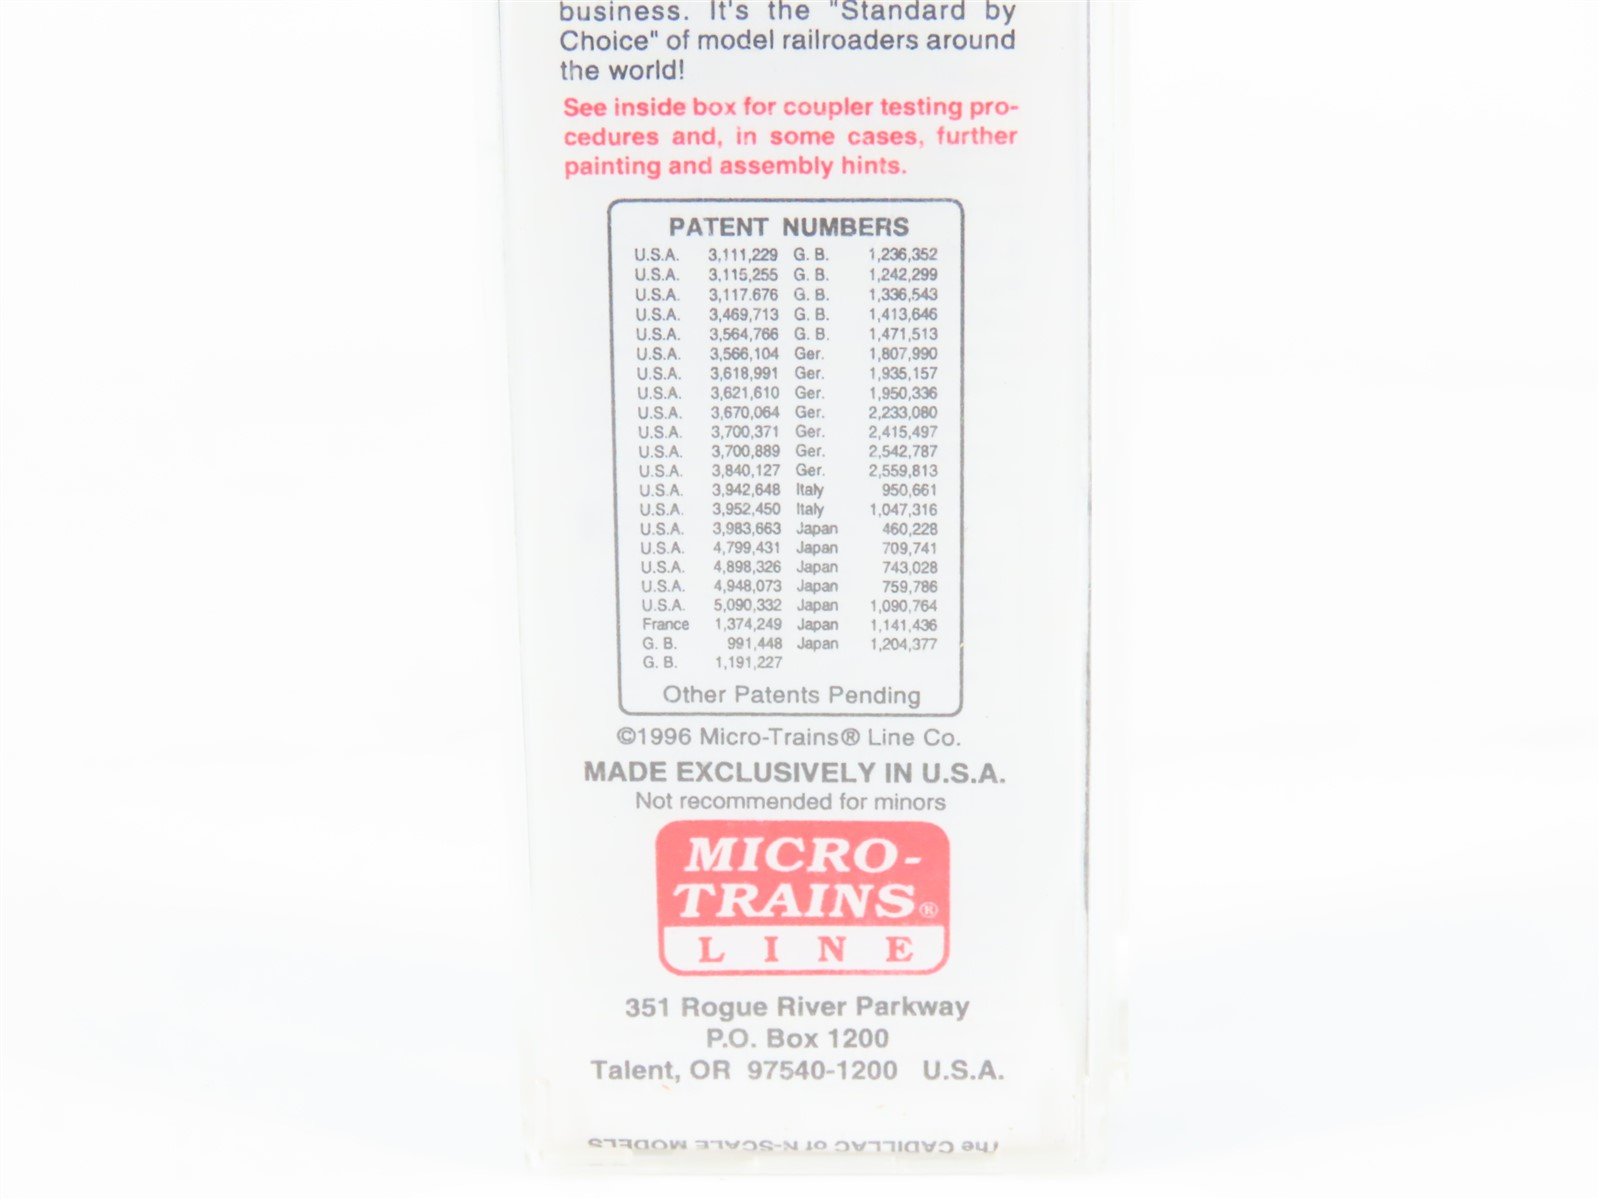 business. It's the "Standard by
Choice" of model railroaders around
the world!
See inside box for coupler testing pro-
cedures and, in some cases, further
painting and assembly hints.
PATENT NUMBERS
U.S.A. 3,111,229 G. B. 1,236,352
U.S.A. 3,115,255 G. B. 1,242,299
U.S.A. 3,117.676 G. B. 1,336,543
U.S.A. 3,469,713 G. B. 1,413,646
U.S.A. 3,564,766 G. B. 1,471,513
U.S.A. 3,566,104 Ger. 1,807,990
U.S.A. 3,618,991 Ger. 1,935,157
U.S.A. 3,621,610 Ger. 1,950,336
U.S.A. 3,670,064 Ger. 2,233,080
U.S.A. 3,700,371 Ger. 2,415,497
U.S.A. 3,700,889 Ger. 2,542,787
U.S.A. 3,840,127 Ger. 2,559,813
U.S.A. 3,942,648 Italy 950,661
U.S.A. 3,952,450 Italy 1,047,316
U.S.A. 3,983,663 Japan 460,228
U.S.A. 4,799,431 Japan 709,741
U.S.A. 4,898,326 Japan 743,028
U.S.A. 4,948,073 Japan 759,786
U.S.A. 5,090,332 Japan 1,090,764
France 1,374,249 Japan 1,141,436
G. B. 991,448 Japan 1,204,377
G. B. 1,191,227
Other Patents Pending
©1996 Micro-Trains® Line Co.
MADE EXCLUSIVELY IN U.S.A.
Not recommended for minors
MICRO-
TRAINS®
LINE
351 Rogue River Parkway
P.O. Box 1200
Talent, OR 97540-1200 U.S.A.
The CADILLAC of N-SCALE MODELS